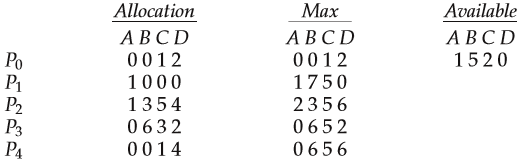 Allocation Max Available
A B C D A B C D A B C D
P0 0 0 1 2 0 0 1 2 1 5 2 0
P1 1 0 0 0 1 7 5 0
P2 1 3 5 4 2 3 5 6
P3 0 6 3 2 0 6 5 2
P4 0 0 1 4 0 6 5 6